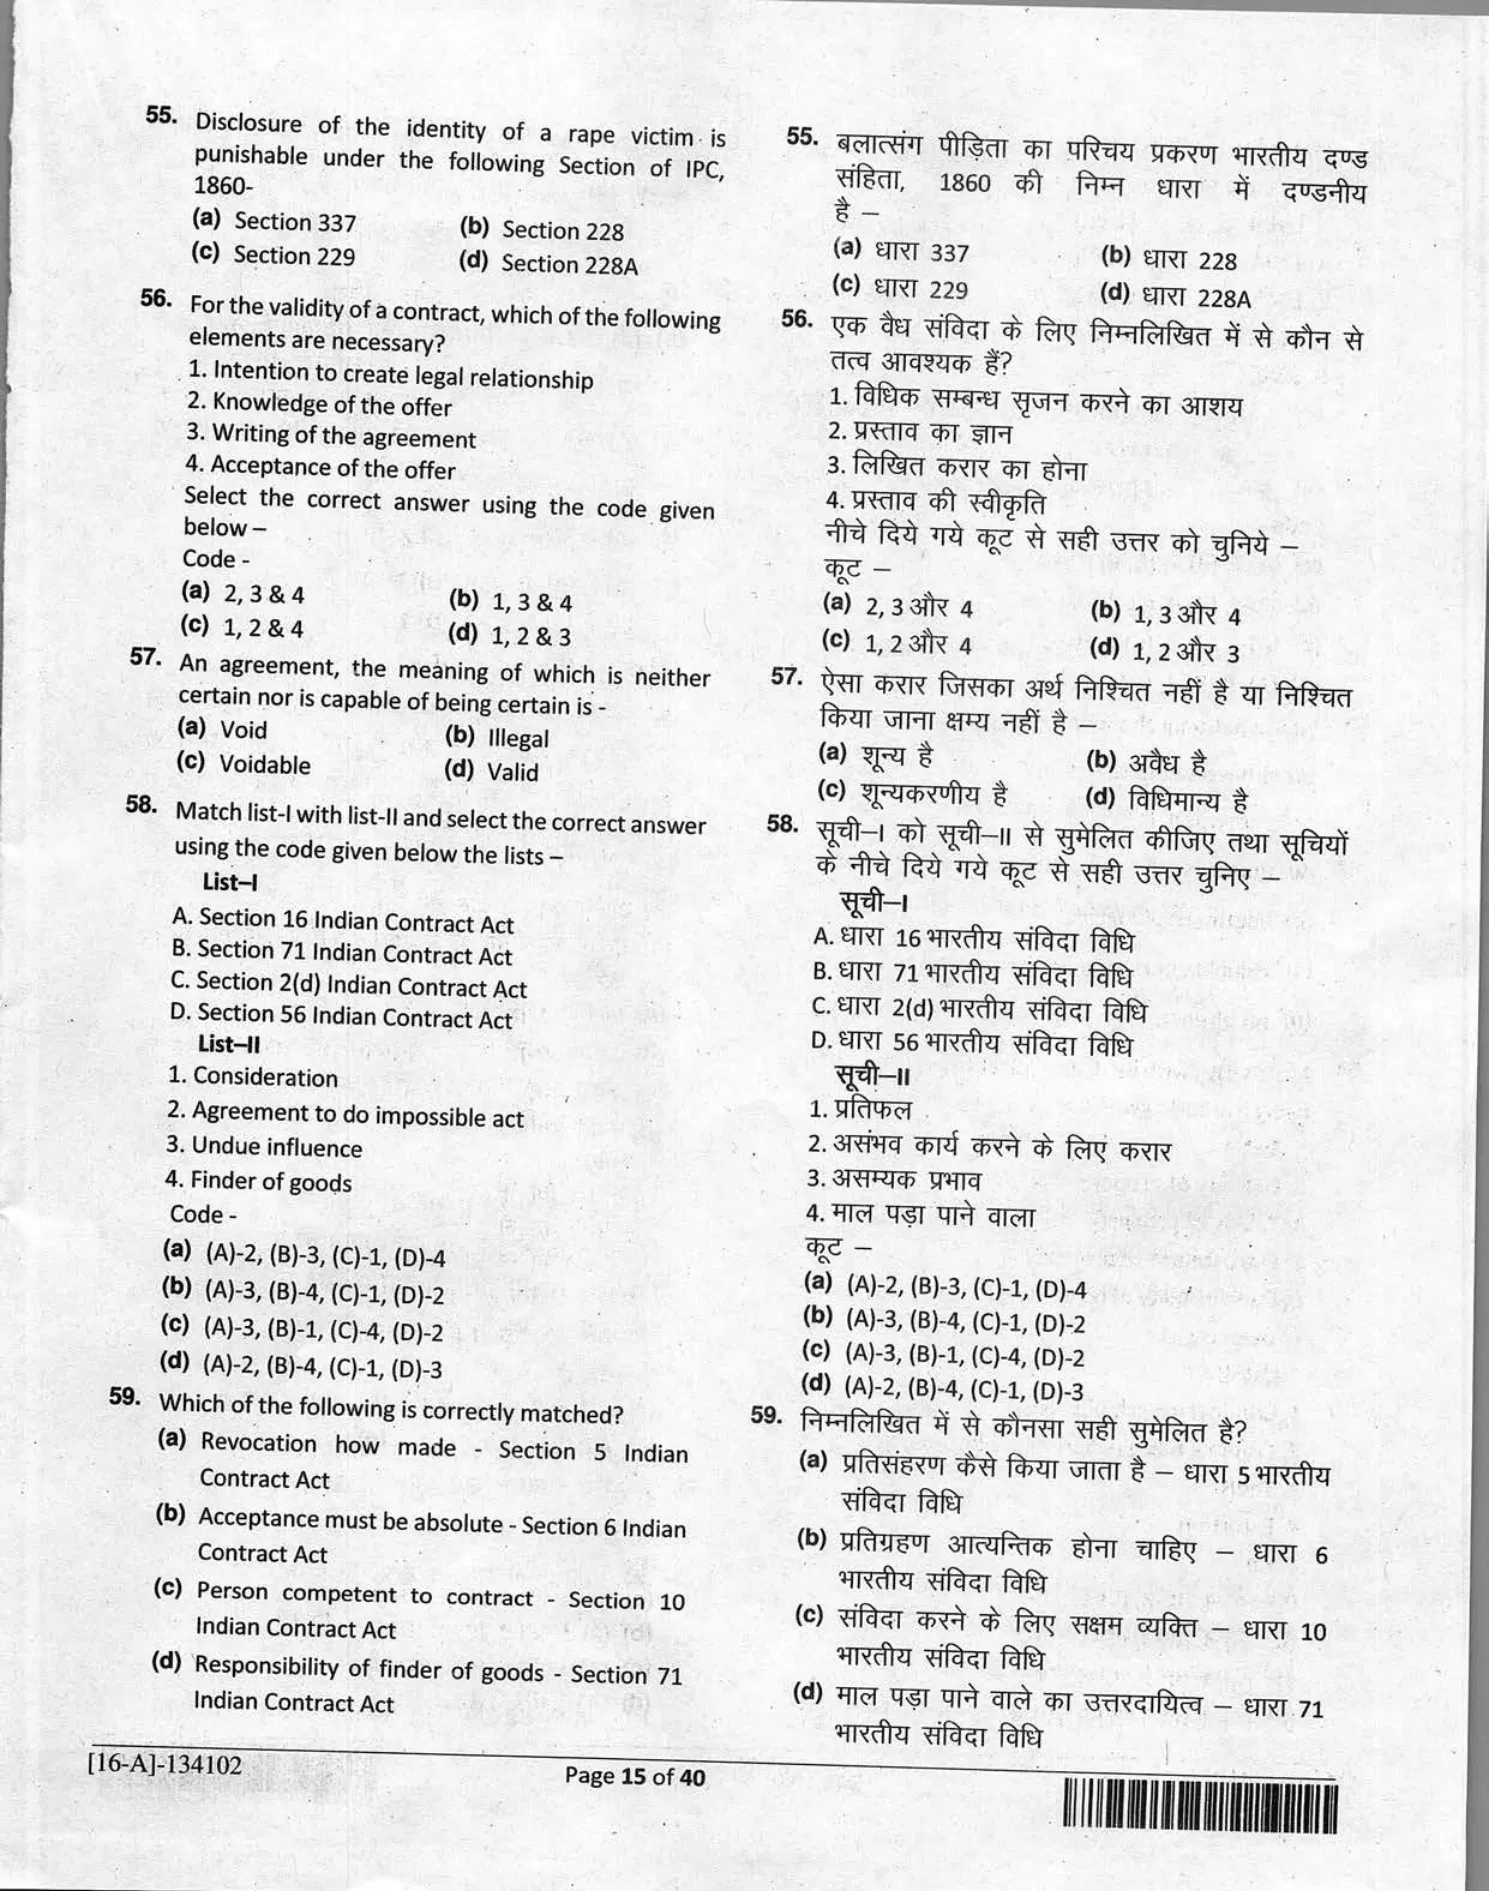 55. Disclosure of the identity of a rape victim is
punishable under the following Section of IPC,
1860-
(a) Section 337 (b) Section 228
(c) Section 229 (d) Section 228A
56. For the validity of a contract, which of the following
elements are necessary?
1. Intention to create legal relationship
2. Knowledge of the offer
3. Writing of the agreement
4. Acceptance of the offer
Select the correct answer using the code given
below –
Code -
(a) 2, 3 & 4 (b) 1, 3 & 4
(c) 1, 2 & 4 (d) 1, 2 & 3
57. An agreement, the meaning of which is neither
certain nor is capable of being certain is -
(a) Void (b) Illegal
(c) Voidable (d) Valid
58. Match list-I with list-II and select the correct answer
using the code given below the lists –
List–I
A. Section 16 Indian Contract Act
B. Section 71 Indian Contract Act
C. Section 2(d) Indian Contract Act
D. Section 56 Indian Contract Act
List–II
1. Consideration
2. Agreement to do impossible act
3. Undue influence
4. Finder of goods
Code -
(a) (A)-2, (B)-3, (C)-1, (D)-4
(b) (A)-3, (B)-4, (C)-1, (D)-2
(c) (A)-3, (B)-1, (C)-4, (D)-2
(d) (A)-2, (B)-4, (C)-1, (D)-3
59. Which of the following is correctly matched?
(a) Revocation how made - Section 5 Indian
Contract Act
(b) Acceptance must be absolute - Section 6 Indian
Contract Act
(c) Person competent to contract - Section 10
Indian Contract Act
(d) Responsibility of finder of goods - Section 71
Indian Contract Act
55. बलात्संग पीड़िता का परिचय प्रकरण भारतीय दण्ड
संहिता, 1860 की निम्न धारा में दण्डनीय
है –
(a) धारा 337 (b) धारा 228
(c) धारा 229 (d) धारा 228A
56. एक वैध संविदा के लिए निम्नलिखित में से कौन से
तत्व आवश्यक हैं?
1. विधिक सम्बन्ध सृजन करने का आशय
2. प्रस्ताव का ज्ञान
3. लिखित करार का होना
4. प्रस्ताव की स्वीकृति
नीचे दिये गये कूट से सही उत्तर को चुनिये –
कूट –
(a) 2, 3 और 4 (b) 1, 3 और 4
(c) 1, 2 और 4 (d) 1, 2 और 3
57. ऐसा करार जिसका अर्थ निश्चित नहीं है या निश्चित
किया जाना क्षम्य नहीं है –
(a) शून्य है (b) अवैध है
(c) शून्यकरणीय है (d) विधिमान्य है
58. सूची–I को सूची–II से सुमेलित कीजिए तथा सूचियों
के नीचे दिये गये कूट से सही उत्तर चुनिए –
सूची–I
A. धारा 16 भारतीय संविदा विधि
B. धारा 71 भारतीय संविदा विधि
C. धारा 2(d) भारतीय संविदा विधि
D. धारा 56 भारतीय संविदा विधि
सूची–II
1. प्रतिफल
2. असंभव कार्य करने के लिए करार
3. असम्यक प्रभाव
4. माल पड़ा पाने वाला
कूट –
(a) (A)-2, (B)-3, (C)-1, (D)-4
(b) (A)-3, (B)-4, (C)-1, (D)-2
(c) (A)-3, (B)-1, (C)-4, (D)-2
(d) (A)-2, (B)-4, (C)-1, (D)-3
59. निम्नलिखित में से कौनसा सही सुमेलित है?
(a) प्रतिसंहरण कैसे किया जाता है – धारा 5 भारतीय
संविदा विधि
(b) प्रतिग्रहण आत्यन्तिक होना चाहिए – धारा 6
भारतीय संविदा विधि
(c) संविदा करने के लिए सक्षम व्यक्ति – धारा 10
भारतीय संविदा विधि
(d) माल पड़ा पाने वाले का उत्तरदायित्व – धारा 71
भारतीय संविदा विधि
[16-A]-134102
Page 15 of 40